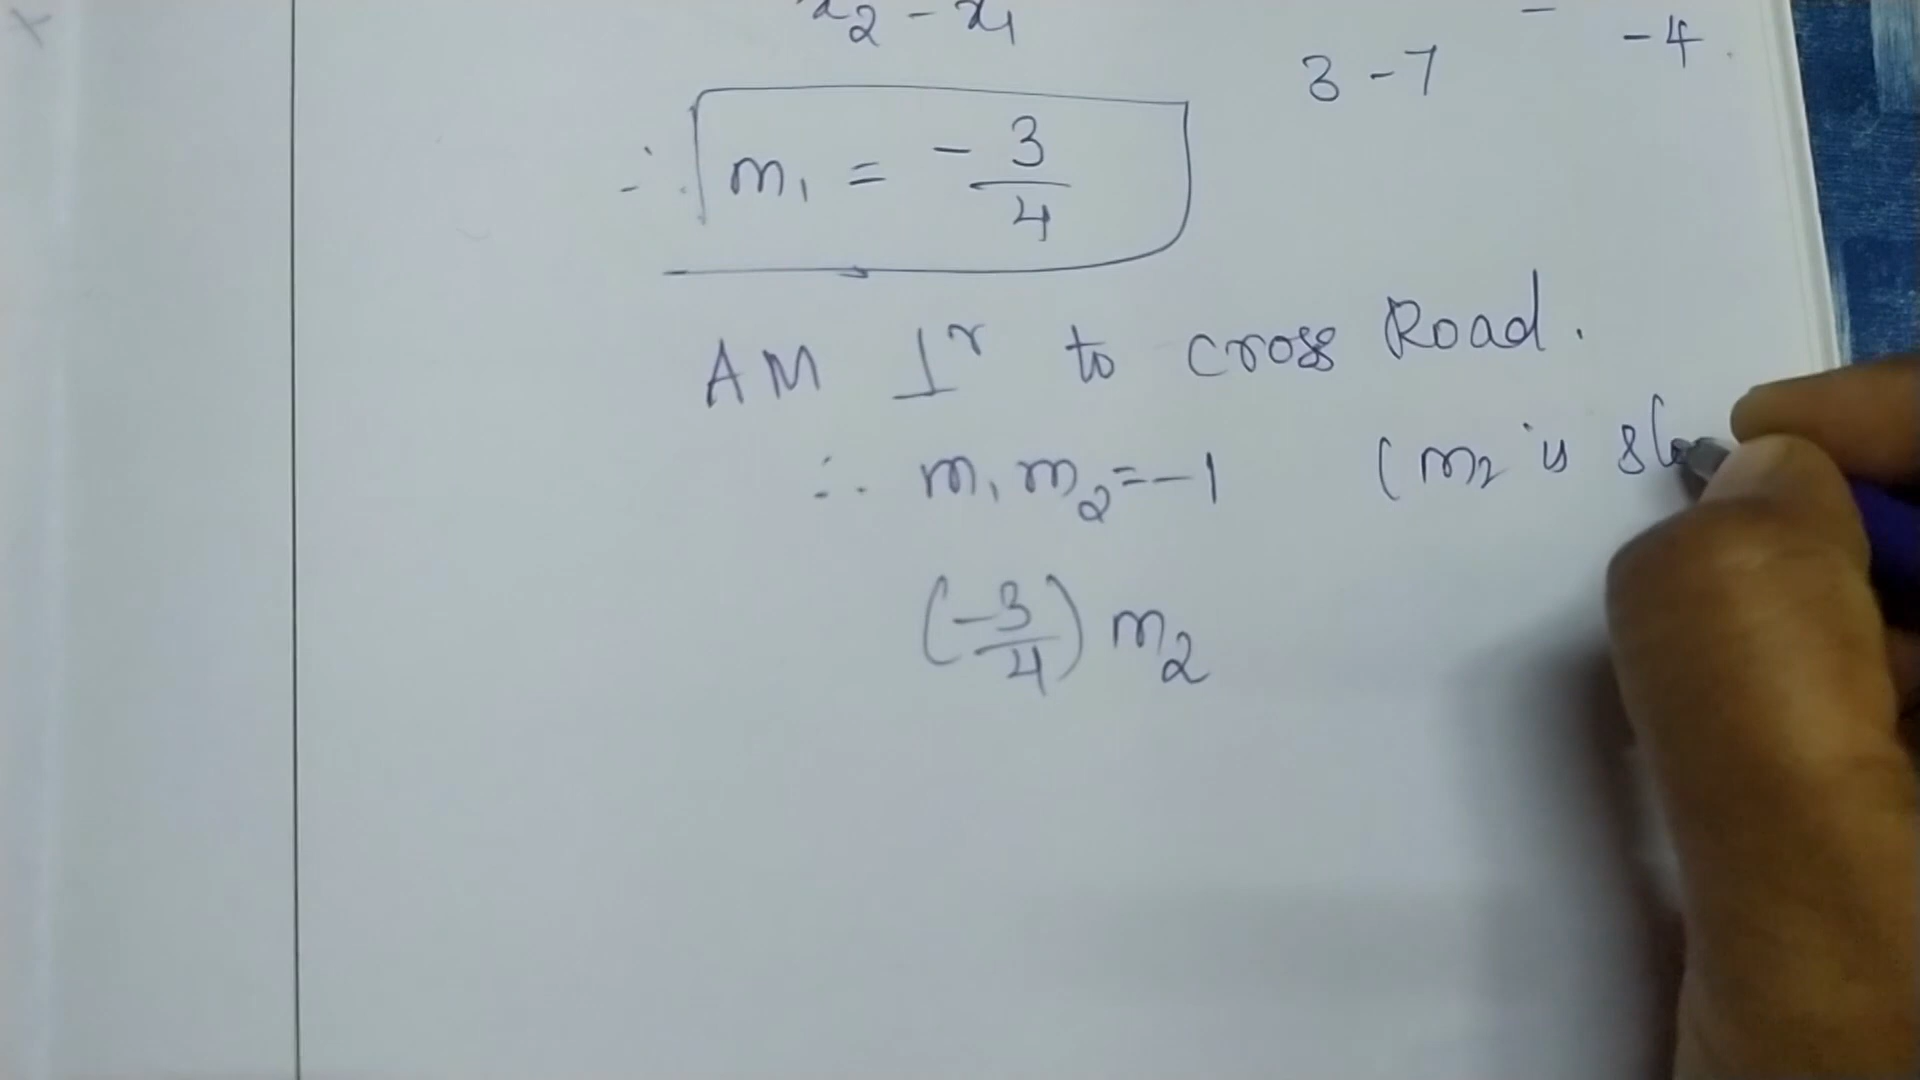 x2 - x1
3 - 7 = -4
∴ m1 = -3/4
AM ⊥r to cross Road.
∴ m1 m2 = -1 (m2 is
(-3/4) m2